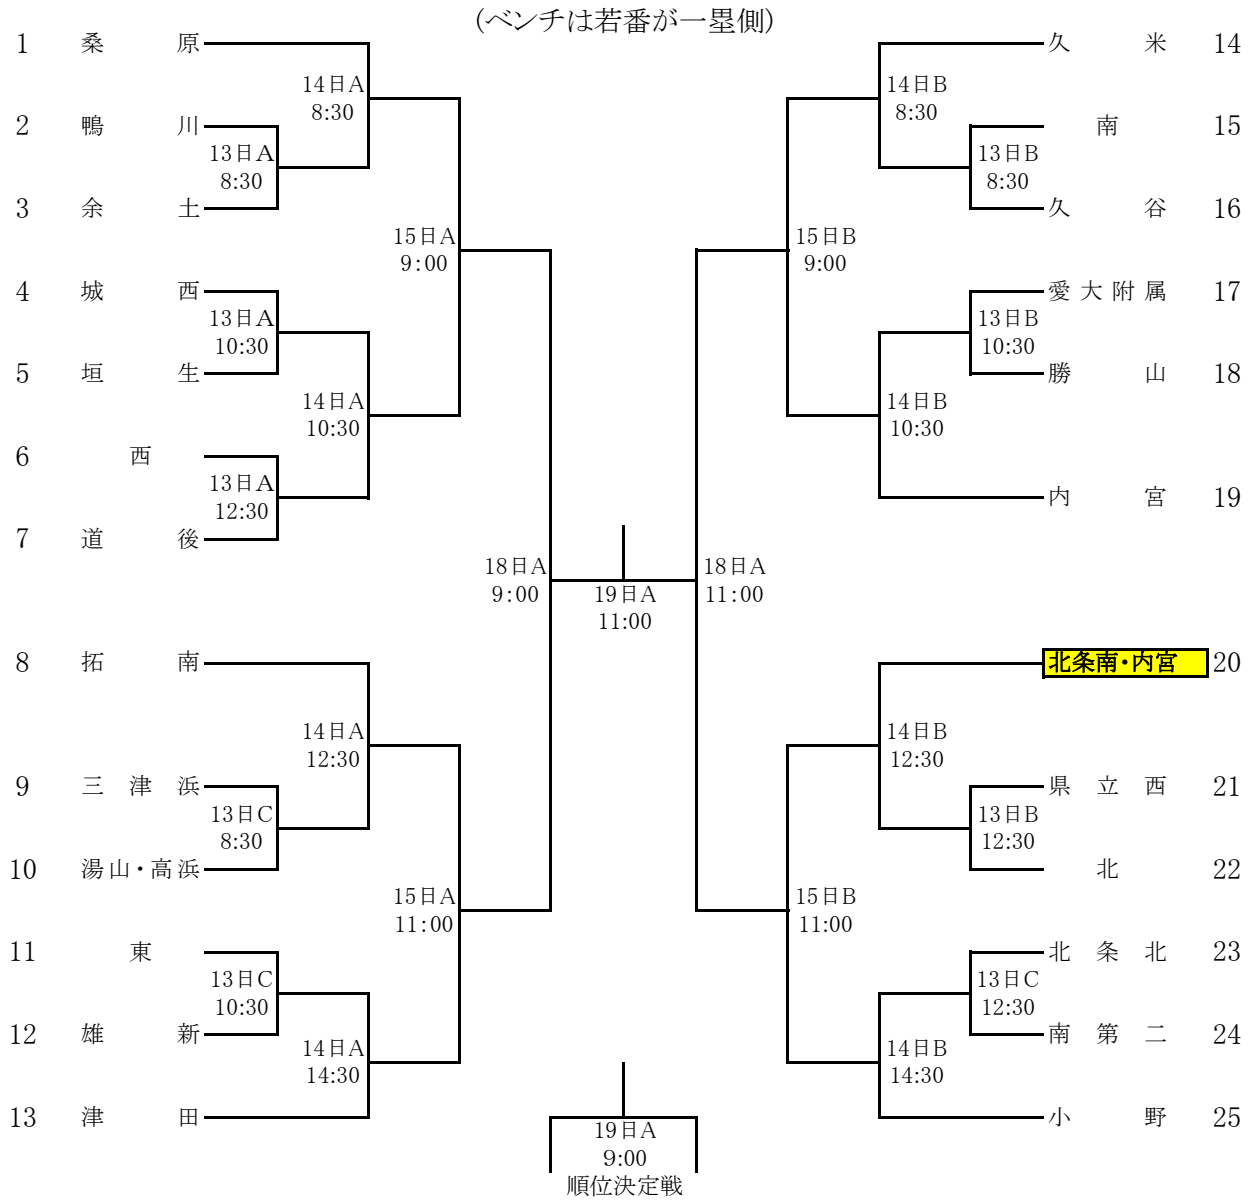 (ベンチは若番が一塁側)
1 桑原
14日A
8:30
2 鴨川
13日A
8:30
3 余土
15日A
9:00
4 城西
13日A
10:30
5 垣生
14日A
10:30
6 西
13日A
12:30
7 道後
18日A
9:00
8 拓南
14日A
12:30
9 三津浜
13日C
8:30
10 湯山・高浜
15日A
11:00
11 東
13日C
10:30
12 雄新
14日A
14:30
13 津田
19日A
11:00
19日A
9:00
順位決定戦
久米 14
14日B
8:30
南 15
13日B
8:30
久谷 16
15日B
9:00
愛大附属 17
13日B
10:30
勝山 18
14日B
10:30
内宮 19
18日A
11:00
北条南・内宮 20
14日B
12:30
県立西 21
13日B
12:30
北 22
15日B
11:00
北条北 23
13日C
12:30
南第二 24
14日B
14:30
小野 25